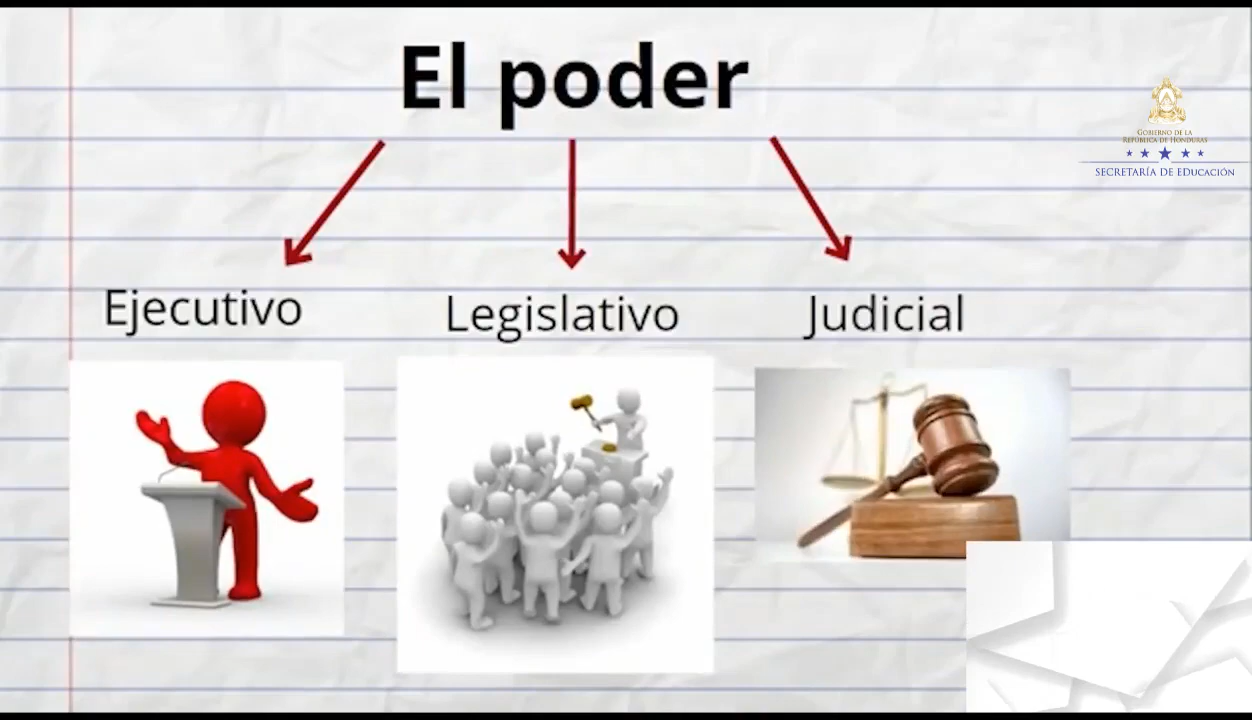 El poder
GOBIERNO DE LA
REPÚBLICA DE HONDURAS
SECRETARÍA DE EDUCACIÓN
Ejecutivo
Legislativo
Judicial